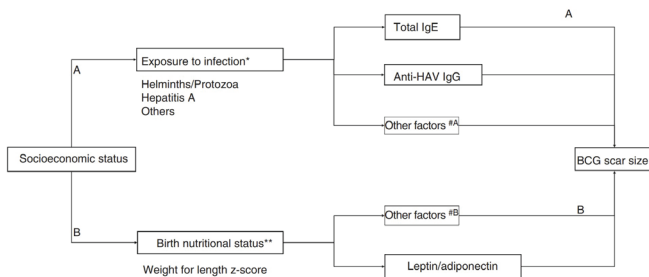 A
Total IgE
A
Exposure to infection*
Helminths/Protozoa
Hepatitis A
Others
Anti-HAV IgG
Other factors #A
Socioeconomic status
BCG scar size
B
Birth nutritional status**
Weight for length z-score
Other factors #B
B
Leptin/adiponectin